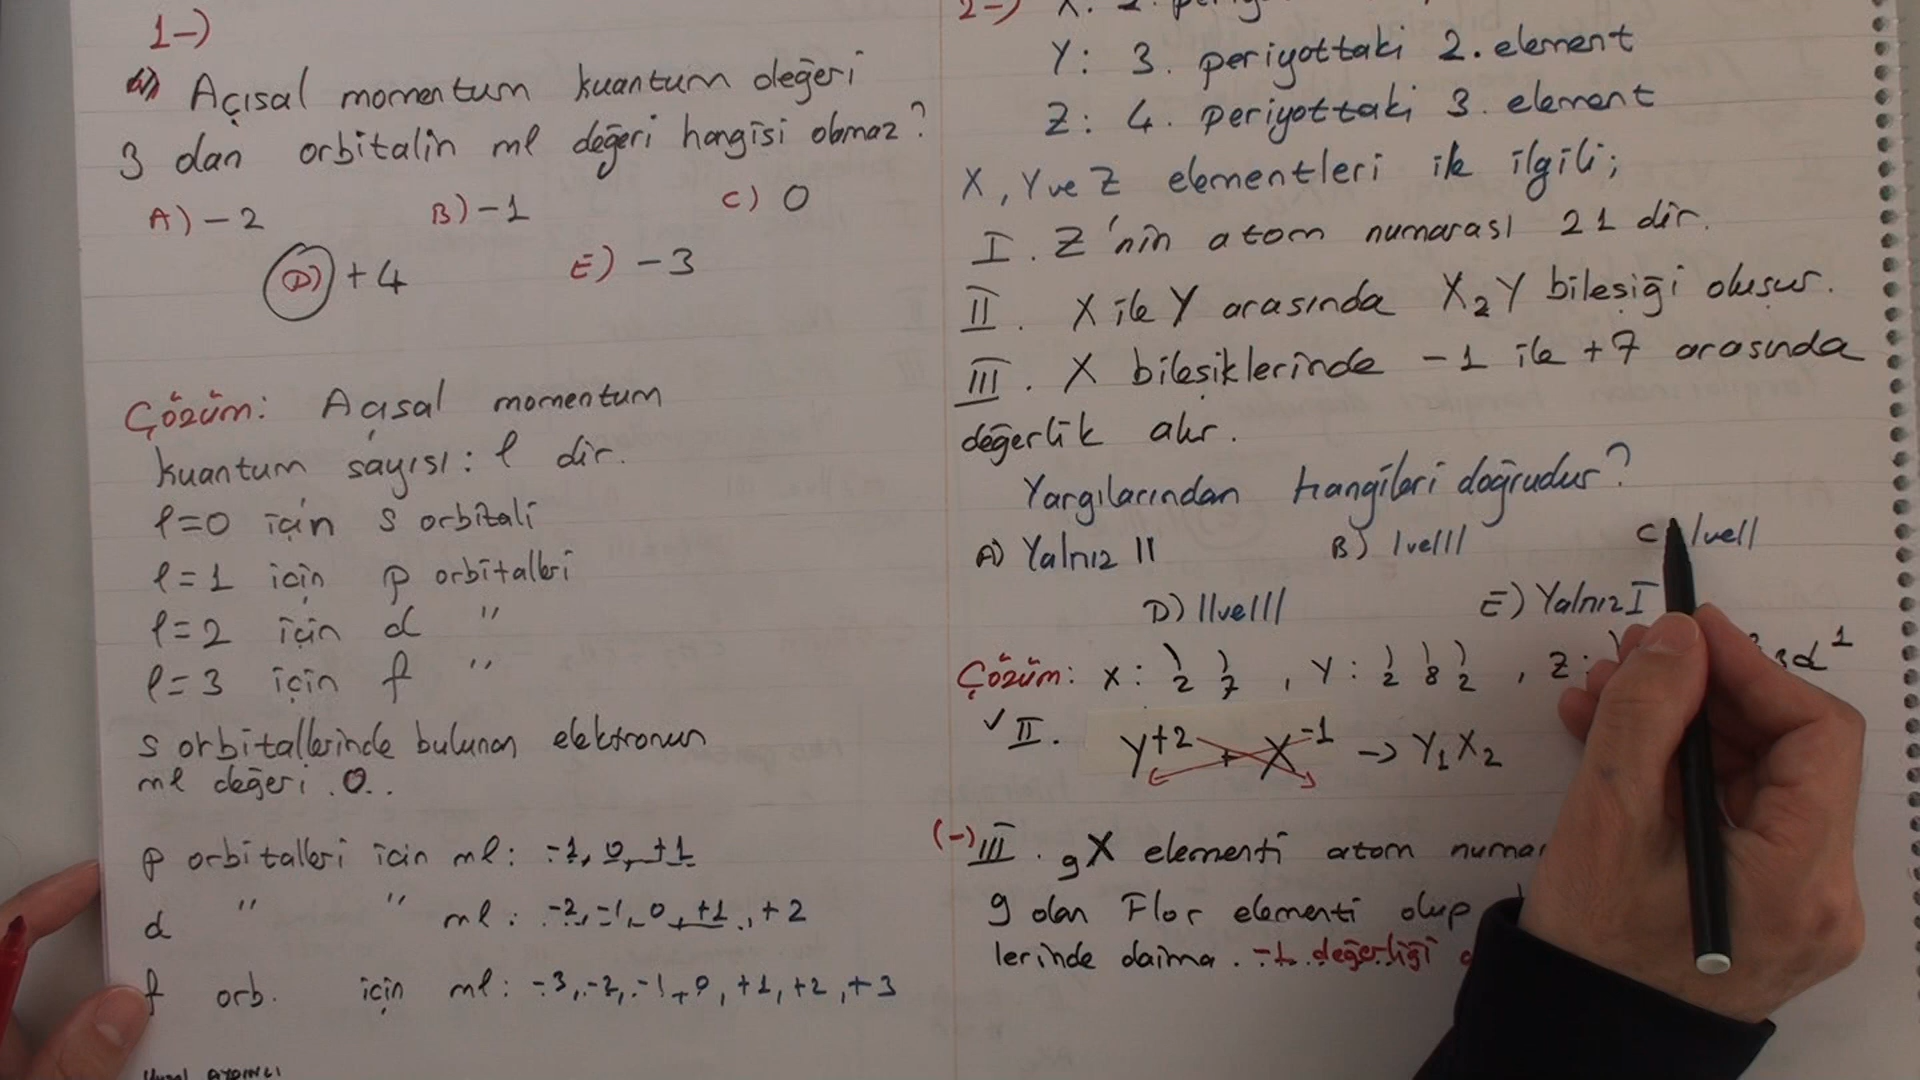 1-)
Açısal momentum kuantum değeri
3 dan orbitalin ml değeri hangisi olamaz?
A) -2 B) -1 C) 0
D) +4 E) -3
Çözüm: Açısal momentum
kuantum sayısı: l dir.
l=0 için s orbitali
l=1 için p orbitalleri
l=2 için d "
l=3 için f "
s orbitallerinde bulunan elektronun
ml değeri .0..
p orbitalleri için ml: -1, 0, +1
d " " ml: -2, -1, 0, +1, +2
f orb. için ml: -3, -2, -1, 0, +1, +2, +3
2-) X: 2.
Y: 3. periyottaki 2. element
Z: 4. periyottaki 3. element
X, Y ve Z elementleri ile ilgili;
I. Z'nin atom numarası 21 dir.
II. X ile Y arasında X₂Y bileşiği oluşur.
III. X bileşiklerinde -1 ile +7 arasında
değerlik alır.
Yargılarından hangileri doğrudur?
A) Yalnız II B) I ve III C) I ve II
D) II ve III E) Yalnız I
Çözüm: X: 2 7, Y: 2 8 2, Z: 3d¹
✓ II. Y⁺² + X⁻¹ → Y₁X₂
(-) III. ₉X elementi atom
9 olan Flor elementi olup
lerinde daima. -1. değerliği